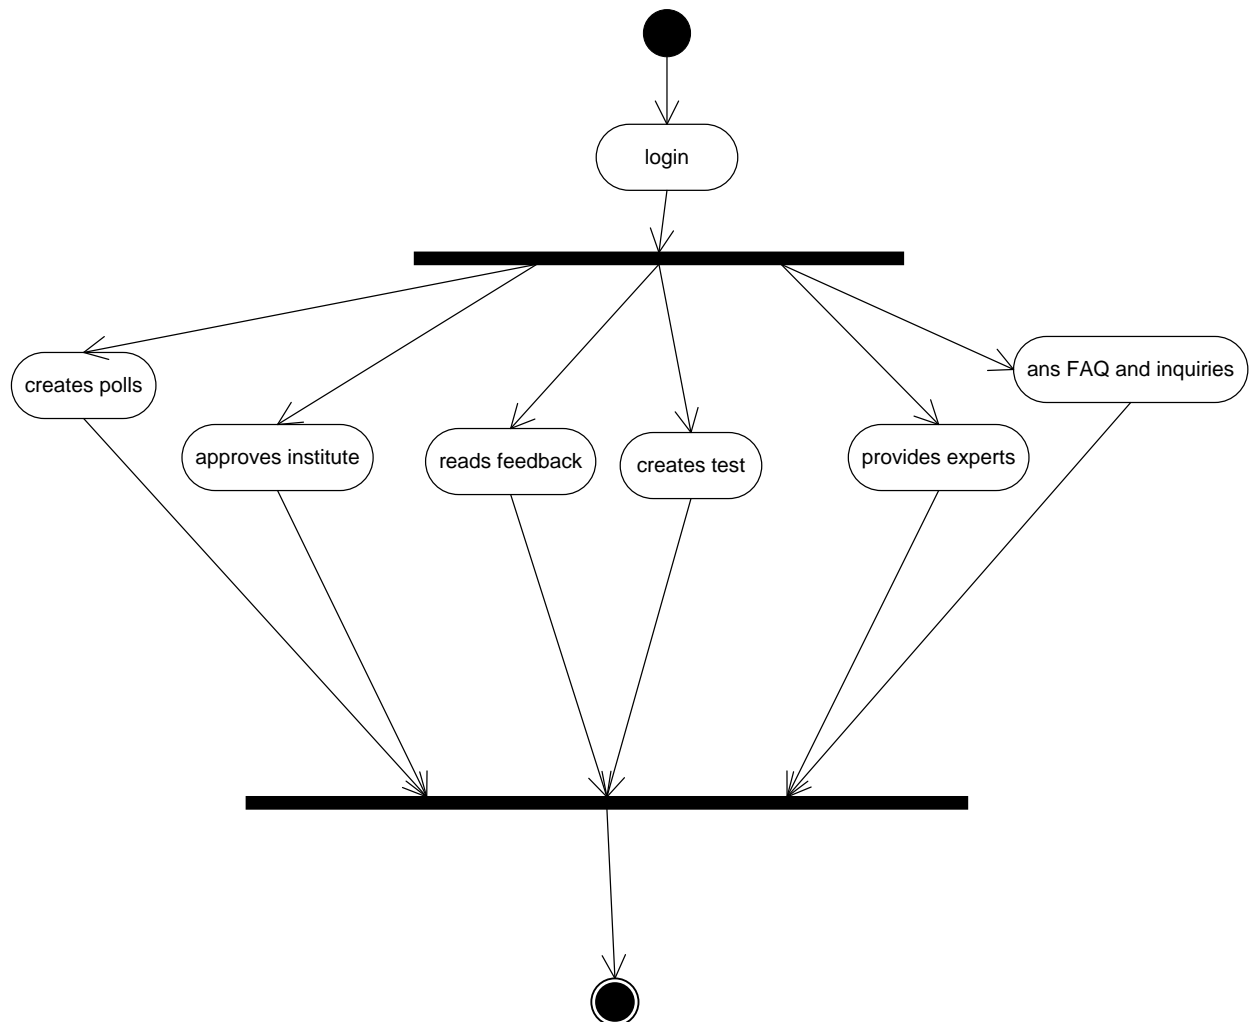 login
creates polls
ans FAQ and inquiries
approves institute
reads feedback
creates test
provides experts